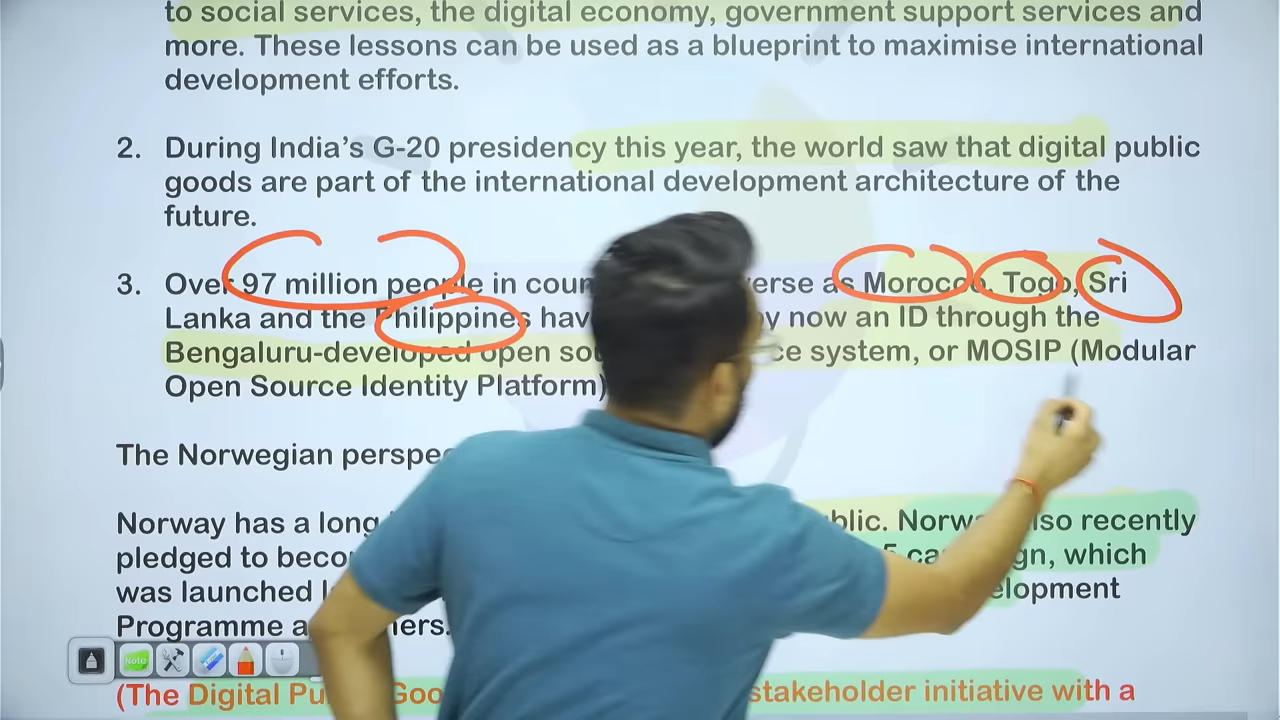 to social services, the digital economy, government support services and
more. These lessons can be used as a blueprint to maximise international
development efforts.
2. During India's G-20 presidency this year, the world saw that digital public
goods are part of the international development architecture of the
future.
3. Over 97 million people in coun erse as Morocco, Togo, Sri
Lanka and the Philippines hav y now an ID through the
Bengaluru-developed open sou ce system, or MOSIP (Modular
Open Source Identity Platform)
The Norwegian perspe
Norway has a long blic. Norw lso recently
pledged to beco 5 ca gn, which
was launched l elopment
Programme a ners.
Note
(The Digital Pu Goo stakeholder initiative with a